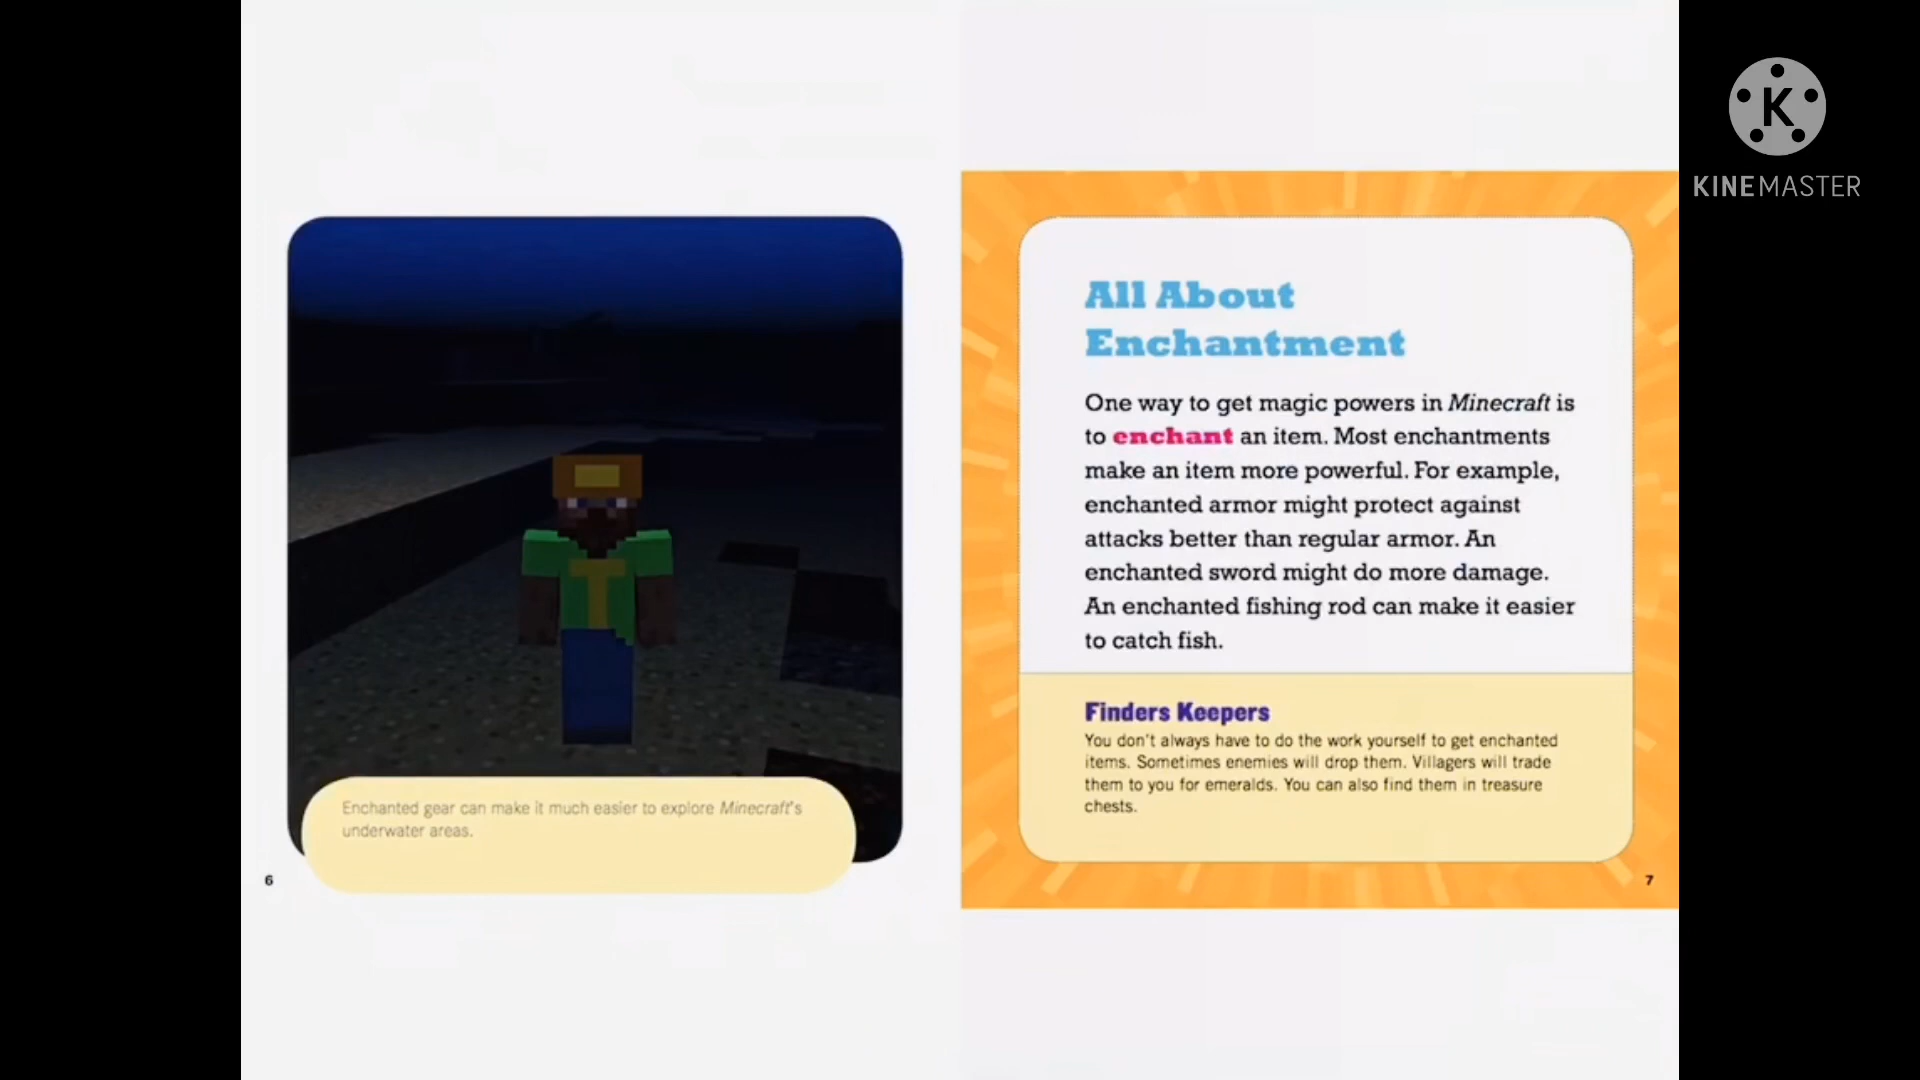 Enchanted gear can make it much easier to explore Minecraft's
underwater areas.
6
All About
Enchantment
One way to get magic powers in Minecraft is
to enchant an item. Most enchantments
make an item more powerful. For example,
enchanted armor might protect against
attacks better than regular armor. An
enchanted sword might do more damage.
An enchanted fishing rod can make it easier
to catch fish.
Finders Keepers
You don't always have to do the work yourself to get enchanted
items. Sometimes enemies will drop them. Villagers will trade
them to you for emeralds. You can also find them in treasure
chests.
7
K
KINEMASTER